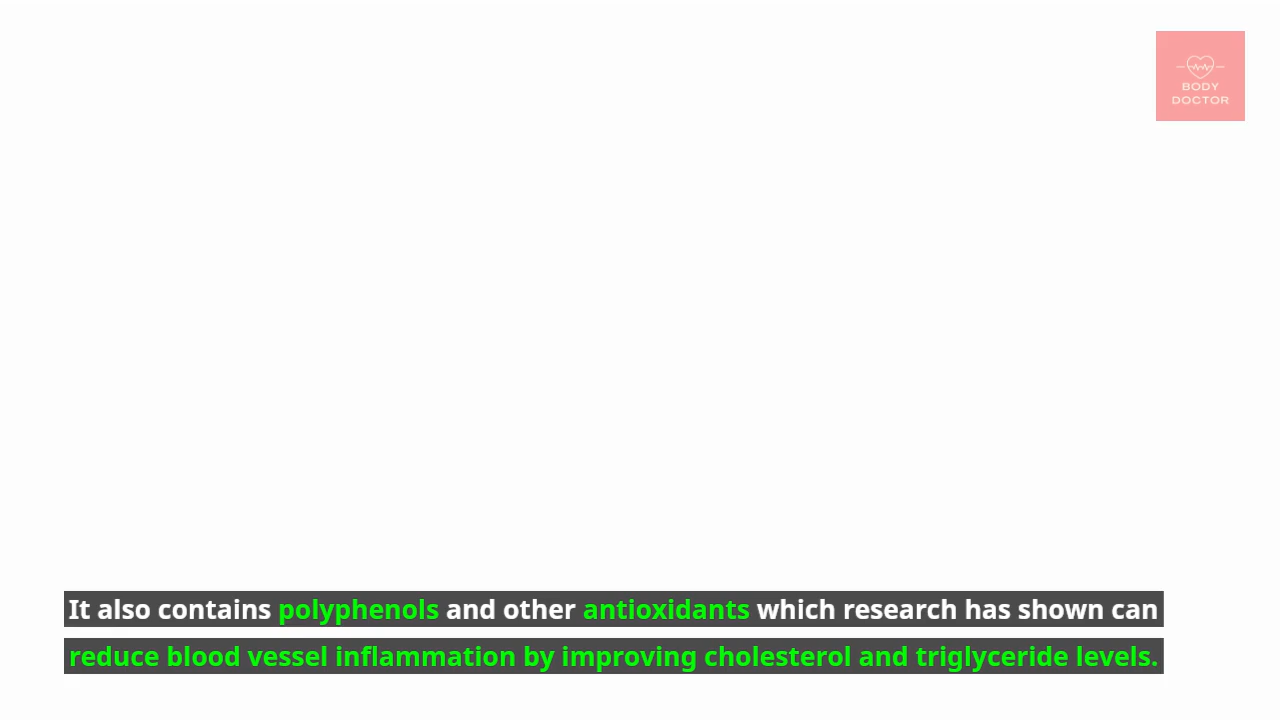 BODY
DOCTOR
It also contains polyphenols and other antioxidants which research has shown can
reduce blood vessel inflammation by improving cholesterol and triglyceride levels.